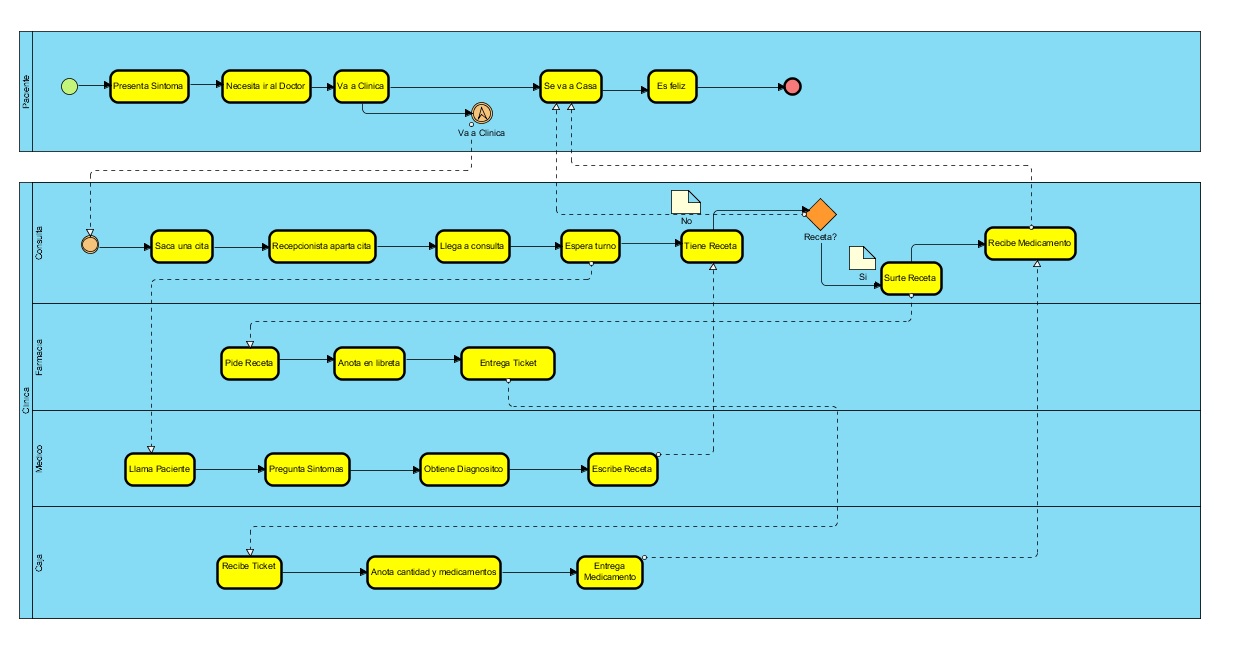 Paciente
Presenta Sintoma
Necesita ir al Doctor
Va a Clinica
Se va a Casa
Es feliz
Va a Clinica
Clinica
Consulta
No
Receta?
Saca una cita
Recepcionista aparta cita
Llega a consulta
Espera turno
Tiene Receta
Si
Surte Receta
Recibe Medicamento
Farmacia
Pide Receta
Anota en libreta
Entrega Ticket
Medico
Llama Paciente
Pregunta Sintomas
Obtiene Diagnositco
Escribe Receta
Caja
Recibe Ticket
Anota cantidad y medicamentos
Entrega
Medicamento